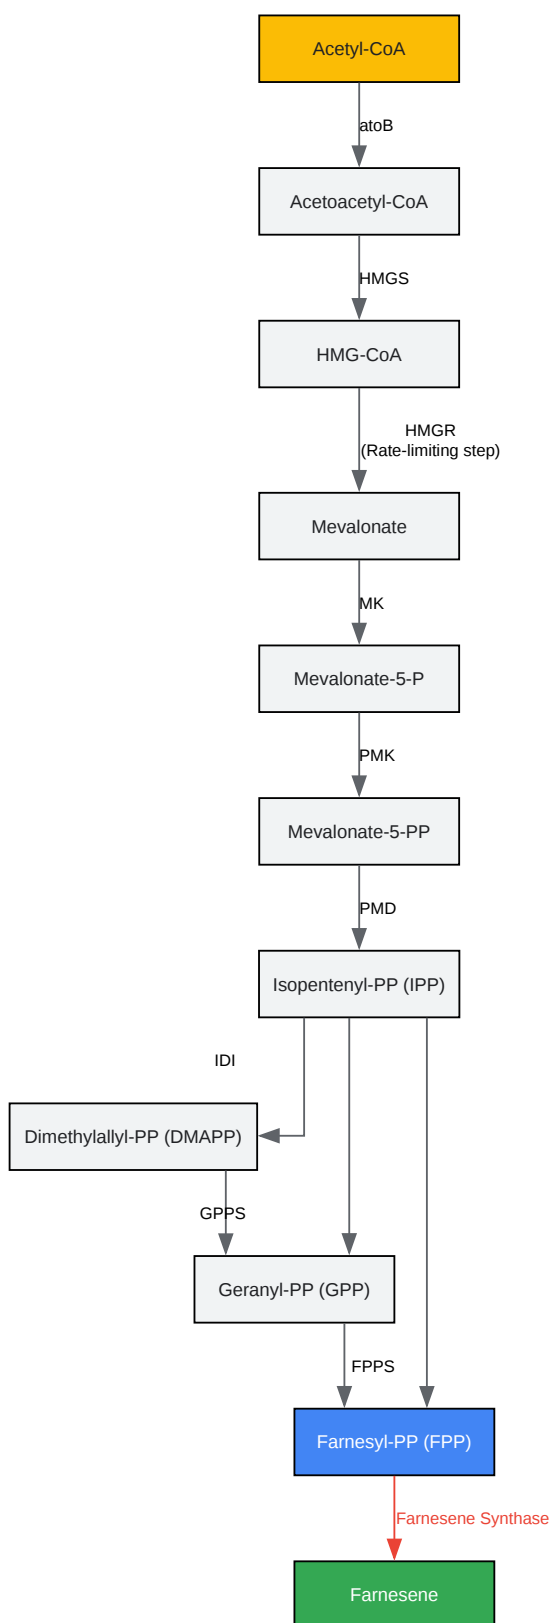 Acetyl-CoA
atoB
Acetoacetyl-CoA
HMGS
HMG-CoA
HMGR
(Rate-limiting step)
Mevalonate
MK
Mevalonate-5-P
PMK
Mevalonate-5-PP
PMD
Isopentenyl-PP (IPP)
IDI
Dimethylallyl-PP (DMAPP)
GPPS
Geranyl-PP (GPP)
FPPS
Farnesyl-PP (FPP)
Farnesene Synthase
Farnesene